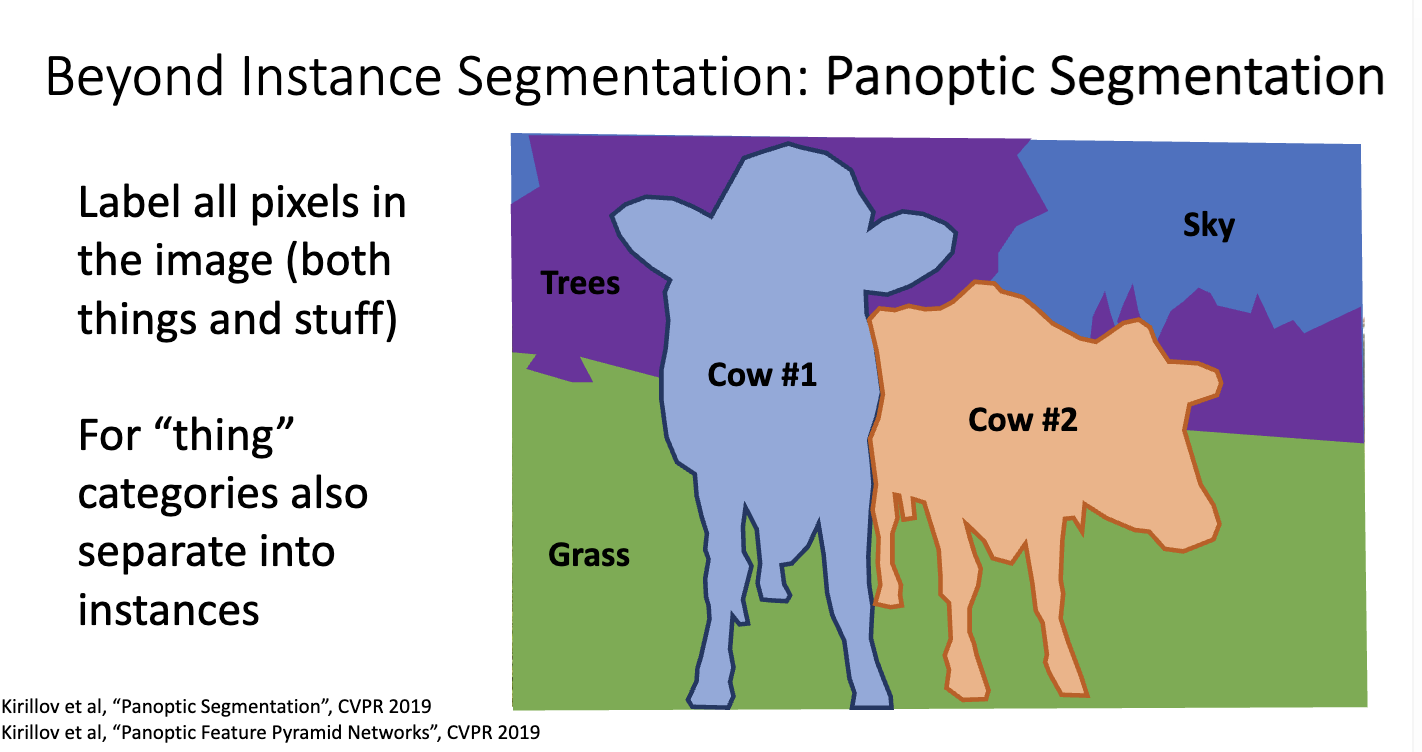 Beyond Instance Segmentation: Panoptic Segmentation
Label all pixels in
the image (both
things and stuff)
For “thing”
categories also
separate into
instances
Trees
Sky
Cow #1
Cow #2
Grass
Kirillov et al, “Panoptic Segmentation”, CVPR 2019
Kirillov et al, “Panoptic Feature Pyramid Networks”, CVPR 2019